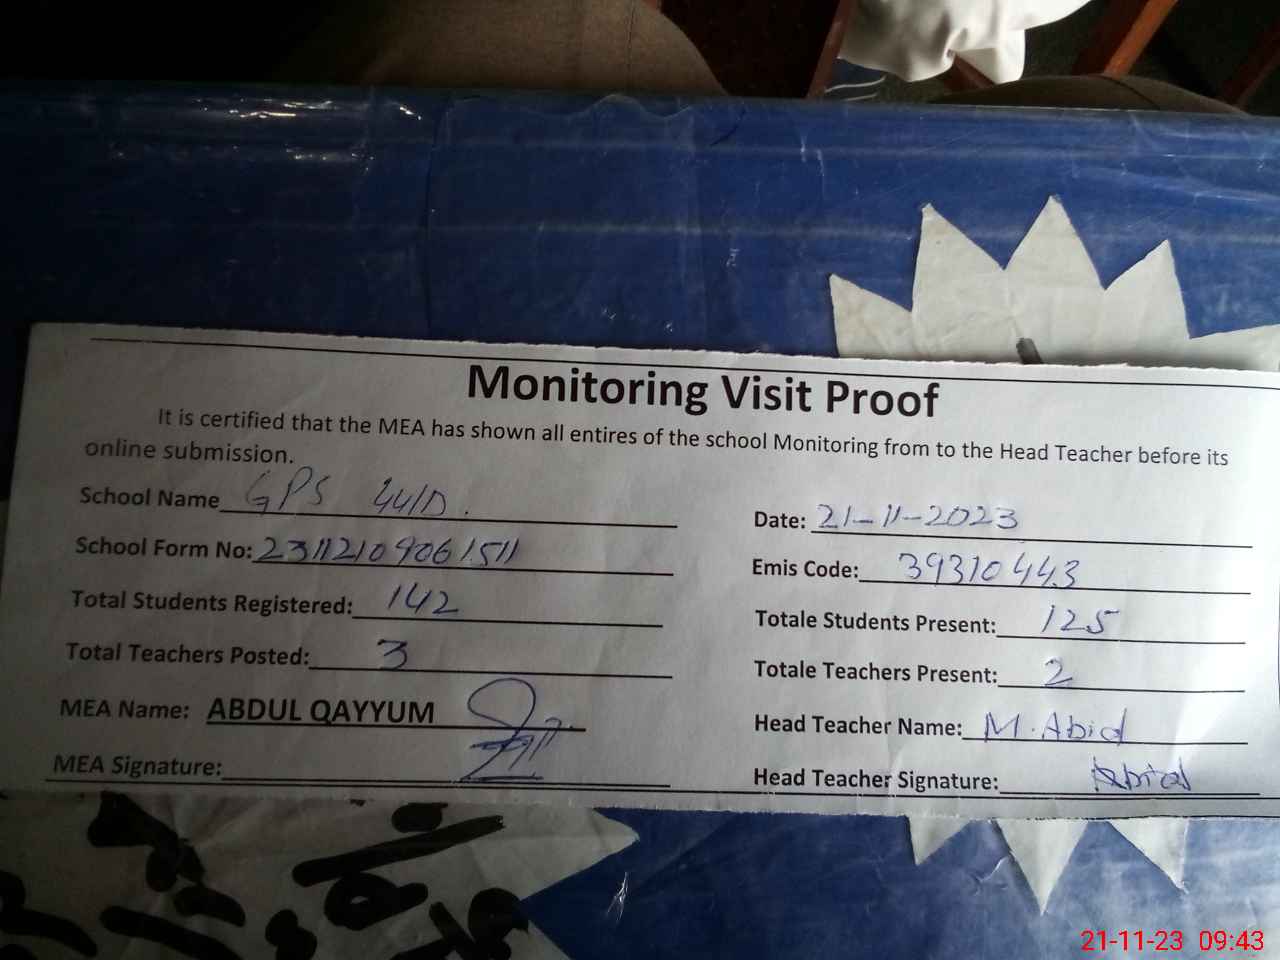 Monitoring Visit Proof
It is certified that the MEA has shown all entires of the school Monitoring from to the Head Teacher before its
online submission.
School Name GPS 44/D.
Date: 21-11-2023
School Form No:
Emis Code: 39310443
Total Students Registered: 142
Totale Students Present: 125
Total Teachers Posted: 3
Totale Teachers Present: 2
MEA Name: ABDUL QAYYUM
Head Teacher Name: M. Abid
MEA Signature:
Head Teacher Signature: Abid
21-11-23 09:43